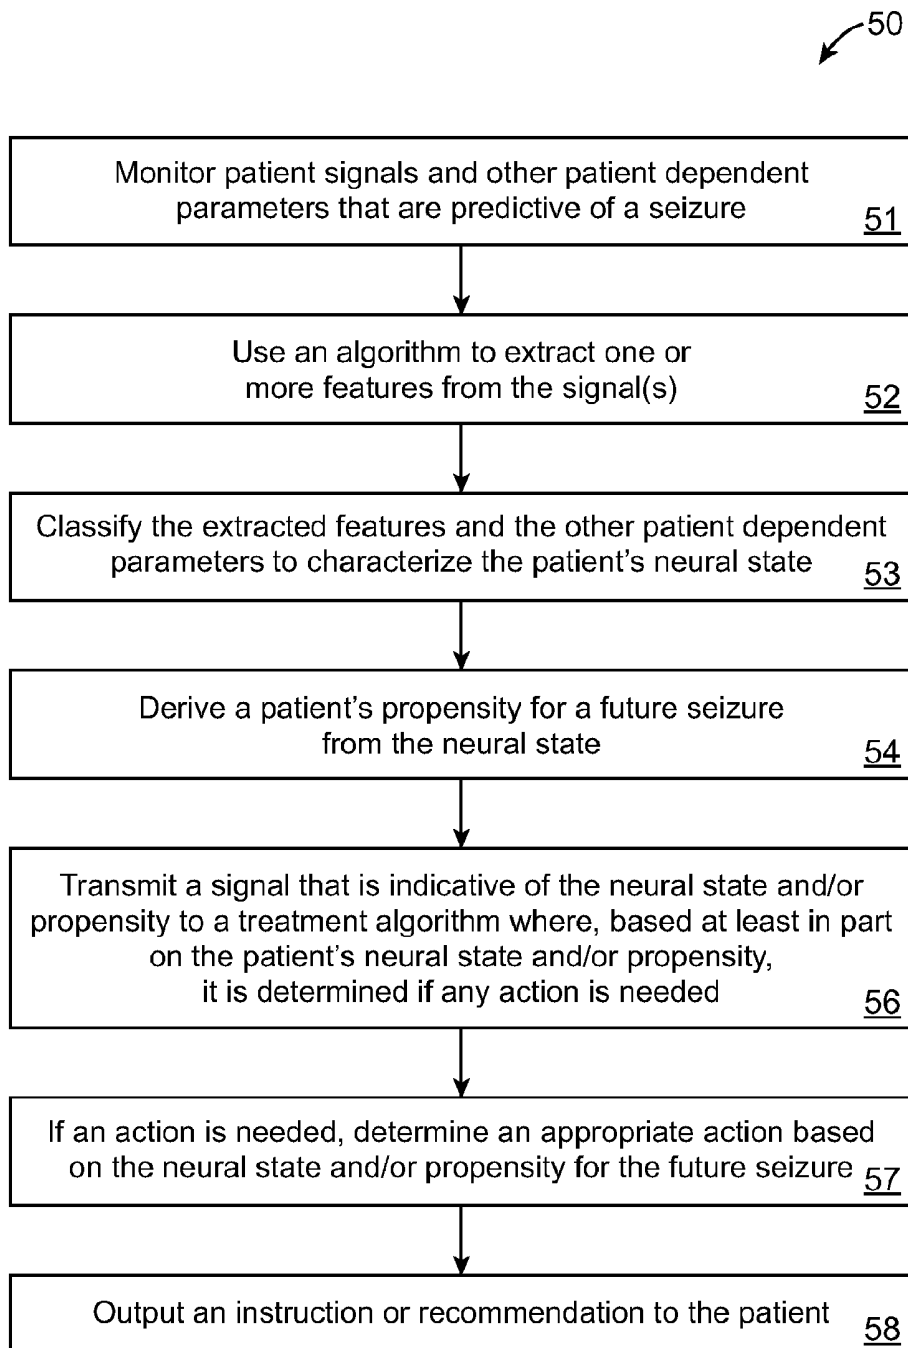 50
Monitor patient signals and other patient dependent
parameters that are predictive of a seizure
51
Use an algorithm to extract one or
more features from the signal(s)
52
Classify the extracted features and the other patient dependent
parameters to characterize the patient's neural state
53
Derive a patient's propensity for a future seizure
from the neural state
54
Transmit a signal that is indicative of the neural state and/or
propensity to a treatment algorithm where, based at least in part
on the patient's neural state and/or propensity,
it is determined if any action is needed
56
If an action is needed, determine an appropriate action based
on the neural state and/or propensity for the future seizure
57
Output an instruction or recommendation to the patient
58